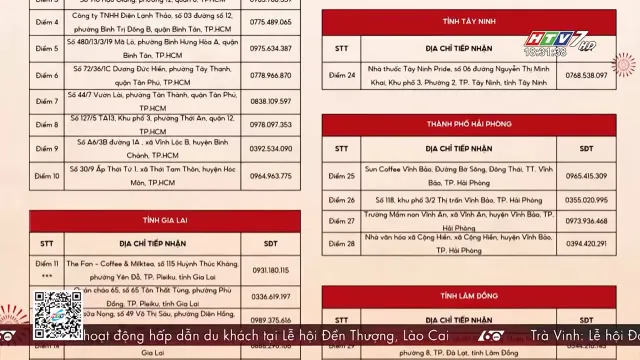 Điểm 4
Công ty TNHH Điện Lạnh Thảo, số 03 đường số 12,
phường Bình Trị Đông B, quận Bình Tân, TP.HCM
0775.489.065
Điểm 5
Số 480/13/3/19 Mã Lò, phường Bình Hưng Hòa A, quận
Bình Tân, TP.HCM
0975.634.387
Điểm 6
Số 72/36/1C Dương Đức Hiền, phường Tây Thạnh,
quận Tân Phú, TP.HCM
0778.966.870
Điểm 7
Số 44/7 Vườn Lài, phường Tân Thành, quận Tân Phú,
TP.HCM
0838.109.597
Điểm 8
Số 127/5 TA13, Khu phố 3, phường Thới An, quận 12,
TP.HCM
0978.097.353
Điểm 9
Số A6/3B đường 1A , xã Vĩnh Lộc B, huyện Bình
Chánh, TP.HCM
0392.534.090
Điểm 10
Số 30/9 Ấp Thới Tứ 1, xã Thới Tam Thôn, huyện Hóc
Môn, TP.HCM
0964.963.775
TỈNH GIA LAI
STT
ĐỊA CHỈ TIẾP NHẬN
SĐT
Điểm 11
***
The Fan - Coffee & Milktea, số 115 Huỳnh Thúc Kháng,
phường Yên Đỗ, TP. Pleiku, tỉnh Gia Lai
0931.180.115
cháo 65, số 65 Tôn Thất Tùng, phường Phù
Đổng, TP. Pleiku, tỉnh Gia Lai
0336.619.197
sữa Nong, số 49 Võ Thị Sáu, phường Diên Hồng,
0989.375.616
Gia Lai
TỈNH TÂY NINH
STT
ĐỊA CHỈ TIẾP NHẬN
Điểm 24
Nhà thuốc Tây Ninh Pride, số 06 đường Nguyễn Thị Minh
Khai, Khu phố 3, Phường 2, TP. Tây Ninh, tỉnh Tây Ninh
0768.538.097
HTV7
HD
18:31:38
THÀNH PHỐ HẢI PHÒNG
STT
ĐỊA CHỈ TIẾP NHẬN
SĐT
Điểm 25
Sun Coffee Vĩnh Bảo, Đường Bờ Sông, Đông Thái, TT. Vĩnh
Bảo, TP. Hải Phòng
0965.415.309
Điểm 26
Số 118, khu phố 3/2 Thị trấn Vĩnh Bảo, TP. Hải Phòng
0355.020.995
Điểm 27
Trường Mầm non Vĩnh An, xã Vĩnh An, huyện Vĩnh Bảo, TP.
Hải Phòng
0973.936.468
Điểm 28
Nhà văn hóa xã Cộng Hiền, xã Cộng Hiền, huyện Vĩnh
Bảo, TP. Hải Phòng
0394.420.291
TỈNH LÂM ĐỒNG
phường 8, TP. Đà Lạt, tỉnh Lâm Đồng
hoạt động hấp dẫn du khách tại Lễ hội Đền Thượng, Lào Cai
60
Trà Vinh: Lễ hội Đo